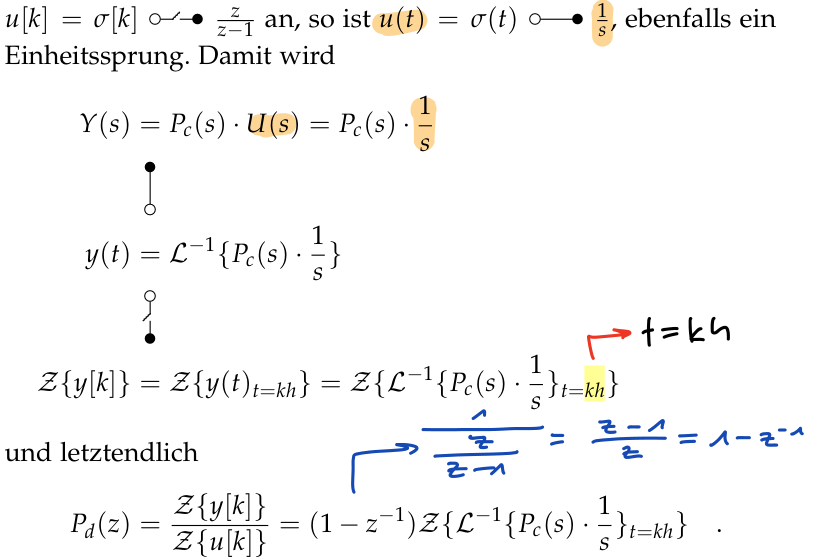 u[k] = σ[k] ○–/–● z/(z−1) an, so ist u(t) = σ(t) ○—● 1/s, ebenfalls ein
Einheitssprung. Damit wird
Y(s) = P_c(s) · U(s) = P_c(s) · 1/s
y(t) = ℒ⁻¹{P_c(s) · 1/s}
t = kh
𝒵{y[k]} = 𝒵{y(t)_{t=kh}} = 𝒵{ℒ⁻¹{P_c(s) · 1/s}_{t=kh}}
1/(z/(z−1)) = (z−1)/z = 1 − z⁻¹
und letztendlich
P_d(z) = 𝒵{y[k]}/𝒵{u[k]} = (1 − z⁻¹)𝒵{ℒ⁻¹{P_c(s) · 1/s}_{t=kh}} .